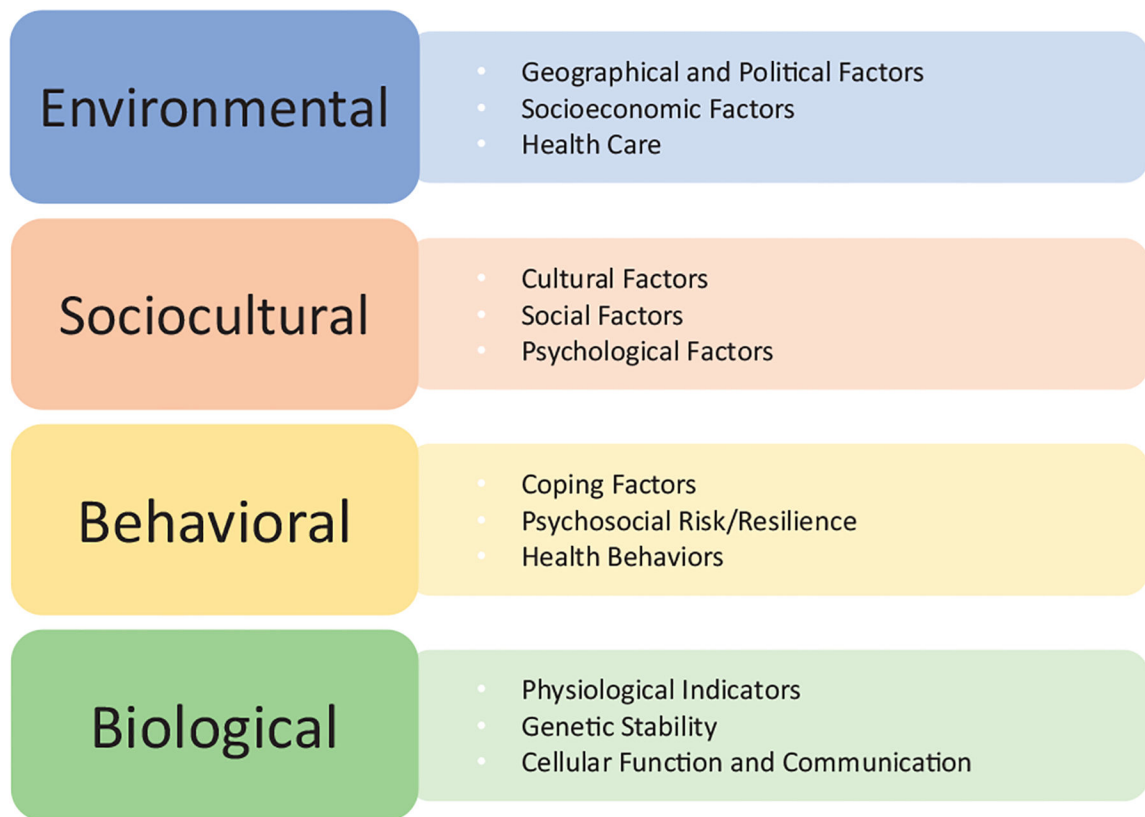 Environmental
• Geographical and Political Factors
• Socioeconomic Factors
• Health Care
Sociocultural
• Cultural Factors
• Social Factors
• Psychological Factors
Behavioral
• Coping Factors
• Psychosocial Risk/Resilience
• Health Behaviors
Biological
• Physiological Indicators
• Genetic Stability
• Cellular Function and Communication